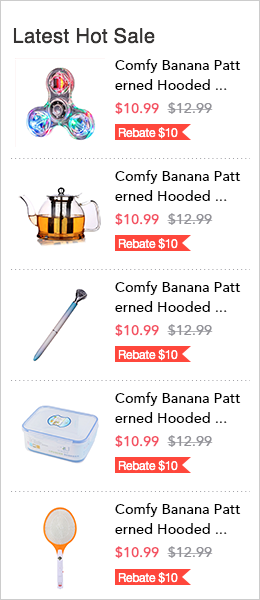 Latest Hot Sale
Comfy Banana Patt
erned Hooded ...
$10.99 $12.99
Rebate $10
Comfy Banana Patt
erned Hooded ...
$10.99 $12.99
Rebate $10
Comfy Banana Patt
erned Hooded ...
$10.99 $12.99
Rebate $10
Comfy Banana Patt
erned Hooded ...
$10.99 $12.99
Rebate $10
Comfy Banana Patt
erned Hooded ...
$10.99 $12.99
Rebate $10